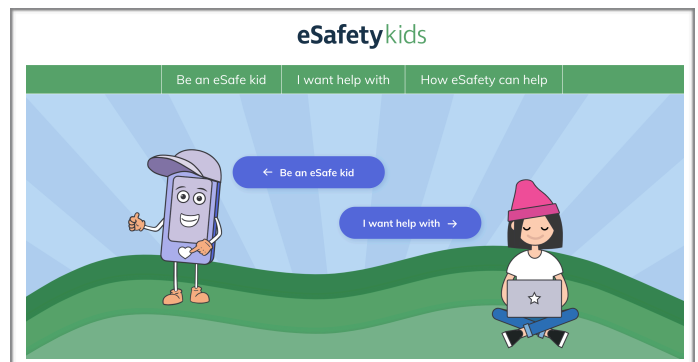 eSafetykids
Be an eSafe kid
I want help with
How eSafety can help
← Be an eSafe kid
I want help with →